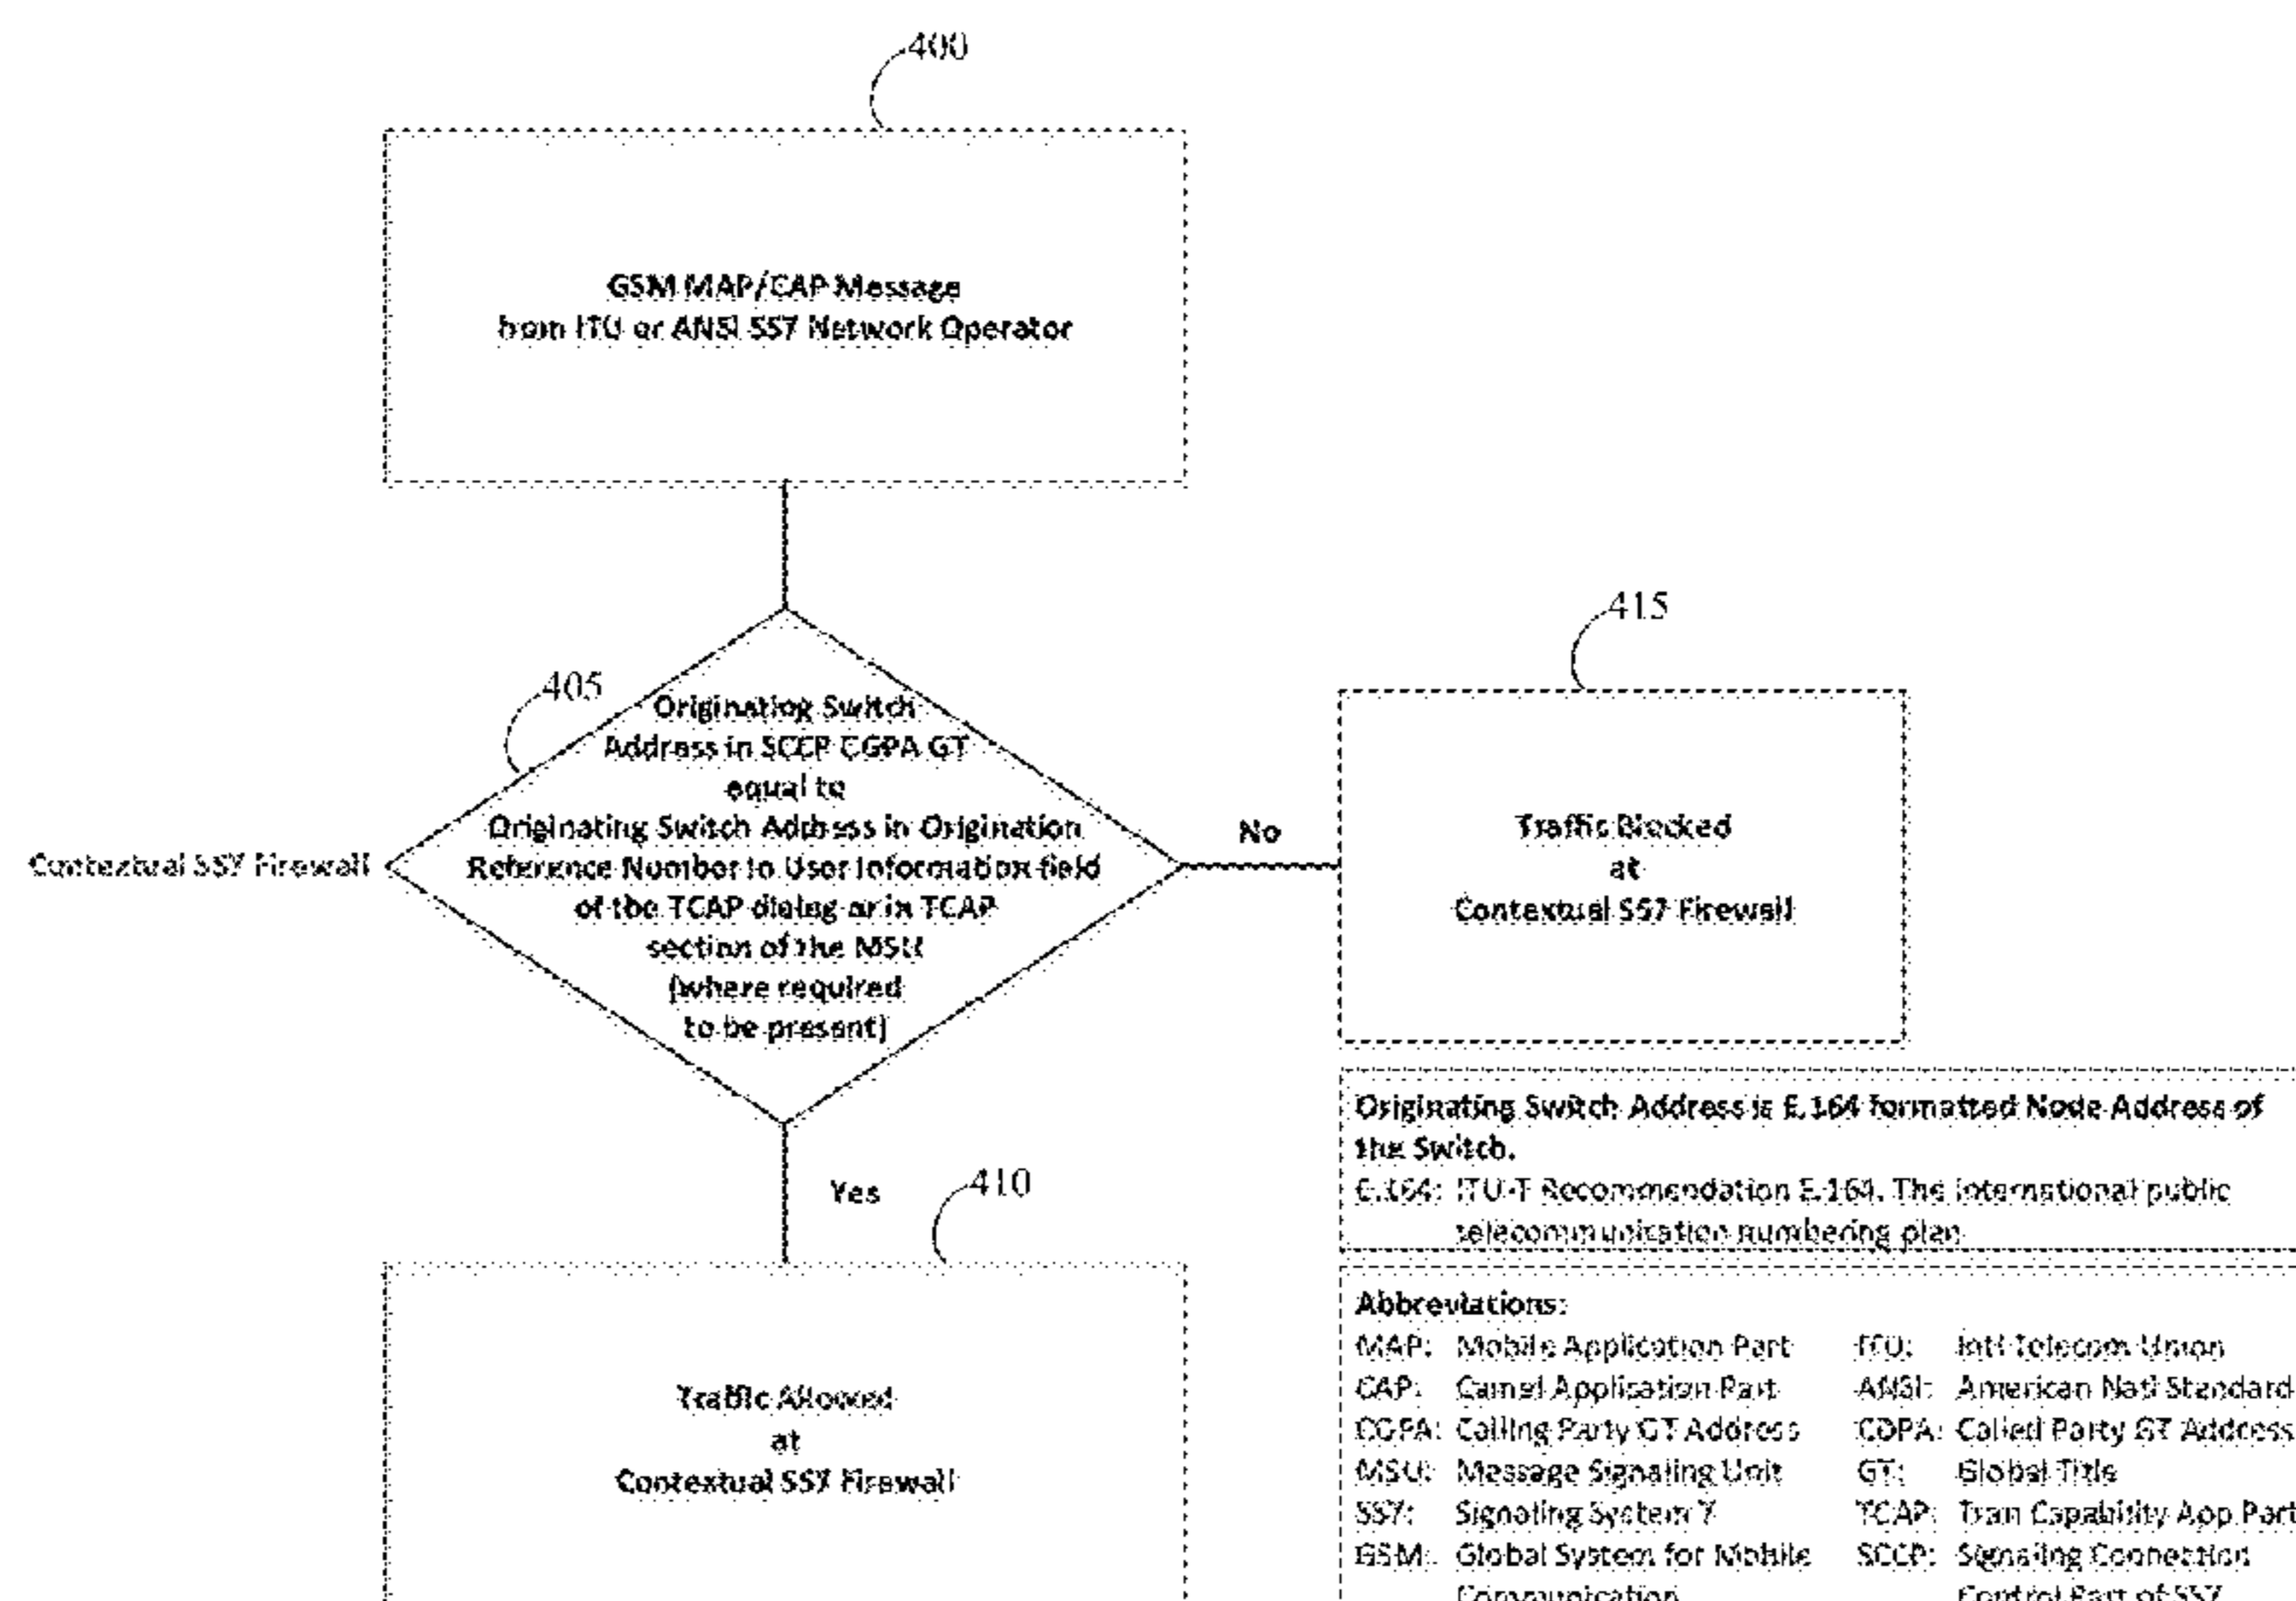 400
GSM MAP/CAP Message
from ITU or ANSI SS7 Network Operator
415
405
Originating Switch
Address in SCCP CGPA GT
equal to
Originating Switch Address in Origination
Reference Number in User Information field
of the TCAP dialog or in TCAP
section of the MSU
(where required
to be present)
Contextual SS7 Firewall
No
Traffic Blocked
at
Contextual SS7 Firewall
Yes
410
Traffic Allowed
at
Contextual SS7 Firewall
Originating Switch Address is E.164 formatted Node Address of
the Switch.
E.164: ITU-T Recommendation E.164. The international public
telecommunication numbering plan
Abbreviations:
MAP: Mobile Application Part ITU: Intl Telecom Union
CAP: Camel Application Part ANSI: American Natl Standard
CGPA: Calling Party GT Address CDPA: Called Party GT Address
MSU: Message Signaling Unit GT: Global Title
SS7: Signaling System 7 TCAP: Tran Capability App Part
GSM: Global System for Mobile SCCP: Signaling Connection
Communication Control Part of SS7